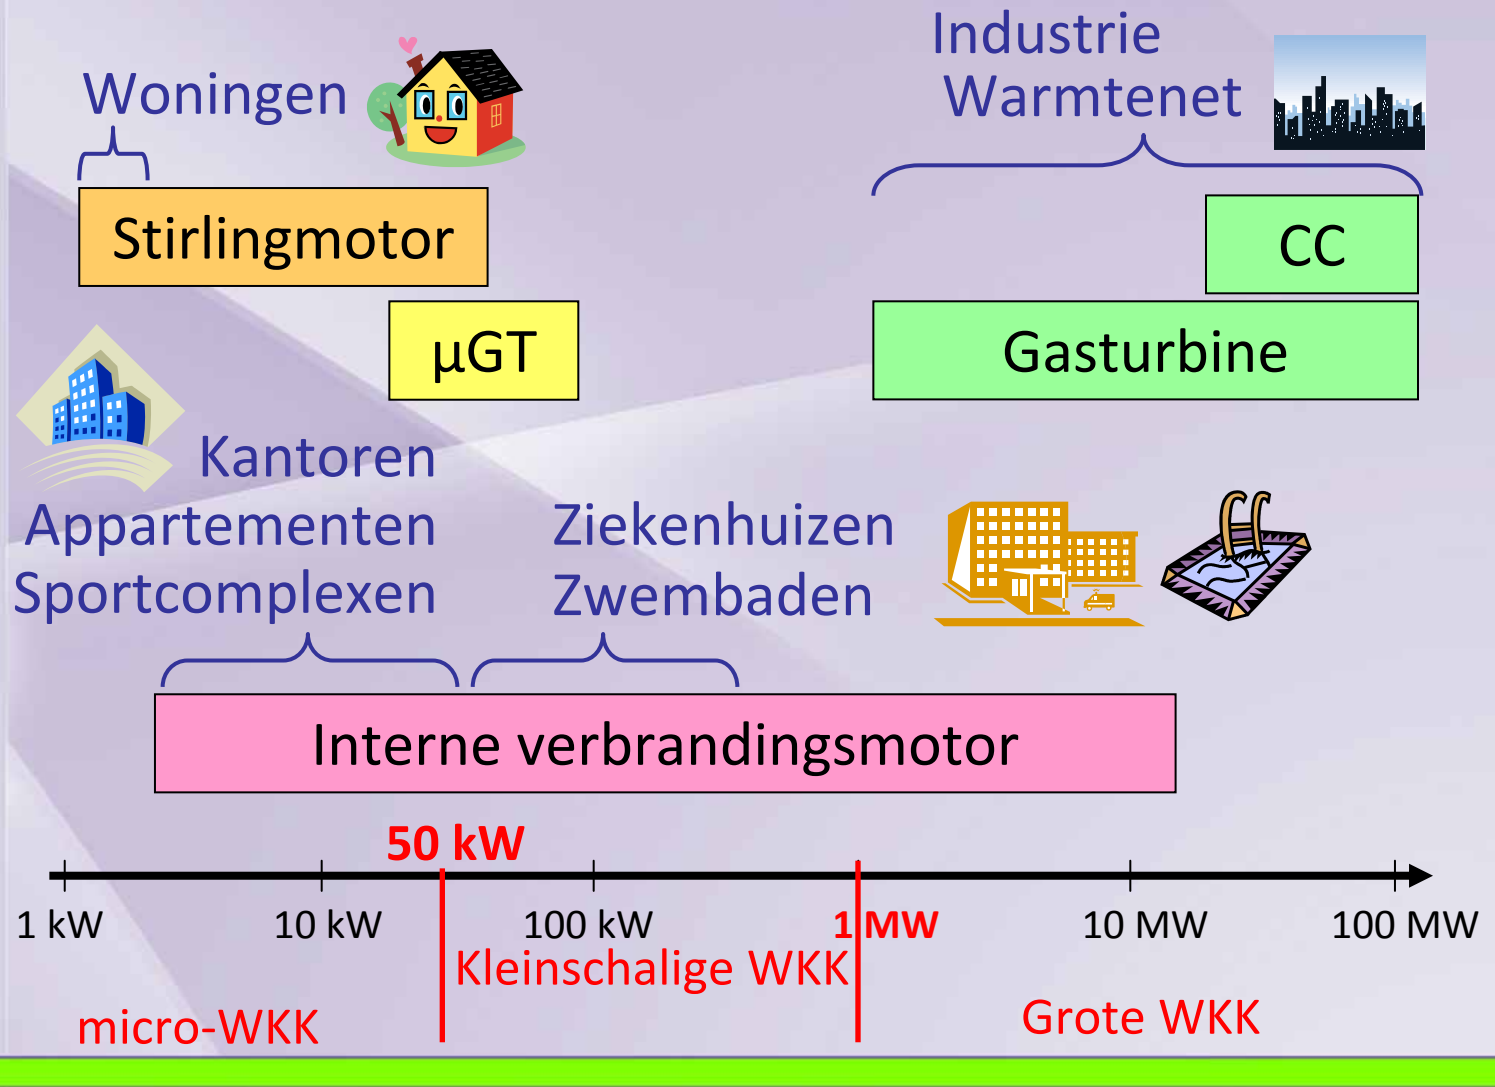 Woningen
Industrie
Warmtenet
Stirlingmotor
CC
µGT
Gasturbine
Kantoren
Appartementen
Sportcomplexen
Ziekenhuizen
Zwembaden
Interne verbrandingsmotor
50 kW
1 kW
10 kW
100 kW
1 MW
10 MW
100 MW
Kleinschalige WKK
micro-WKK
Grote WKK